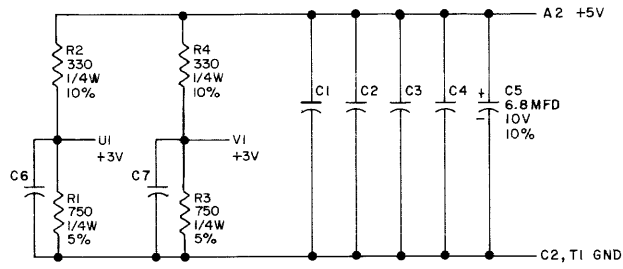 A2 +5V
R2
330
1/4W
10%
R4
330
1/4W
10%
C1
C2
C3
C4
+ C5
6.8MFD
- 10V
10%
U1
+3V
V1
+3V
C6
R1
750
1/4W
5%
C7
R3
750
1/4W
5%
C2, T1 GND